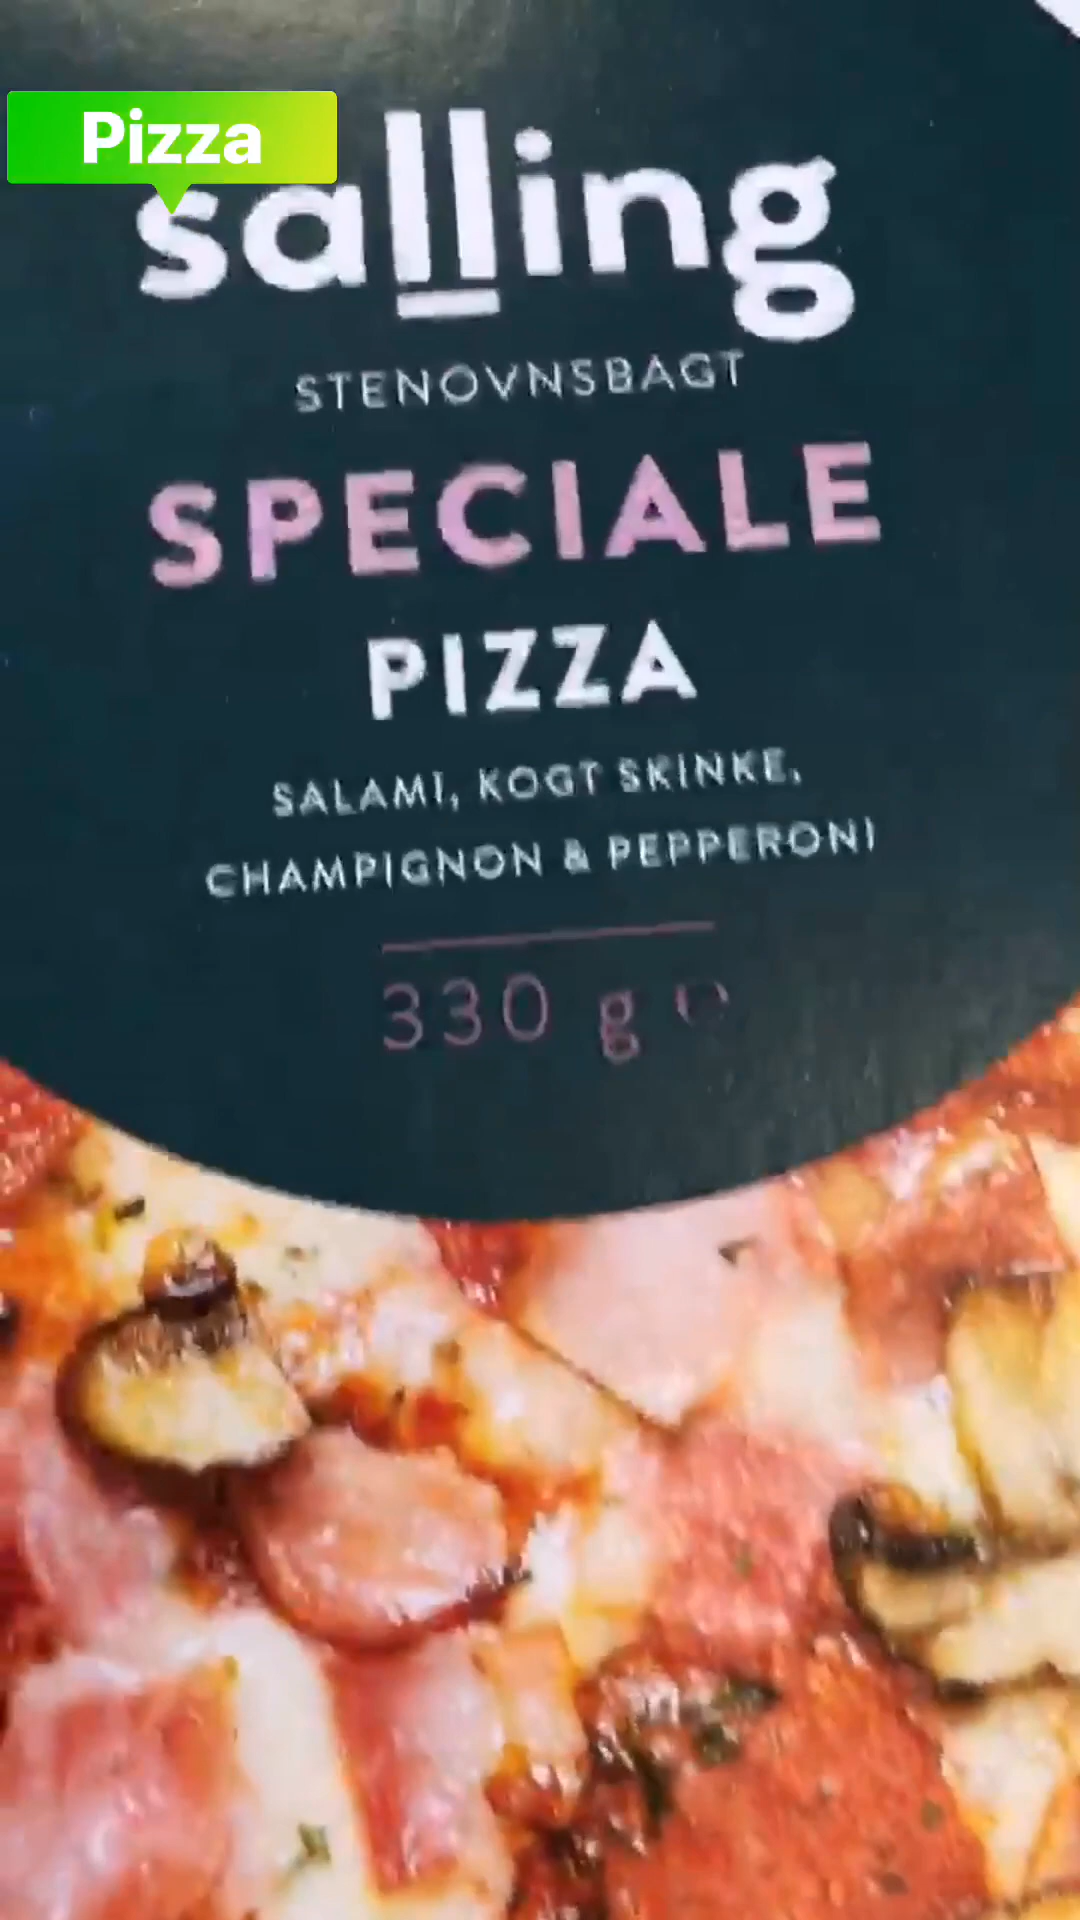 Pizza
salling
STENOVNSBAGT
SPECIALE
PIZZA
SALAMI, KOGT SKINKE,
CHAMPIGNON & PEPPERONI
330 g